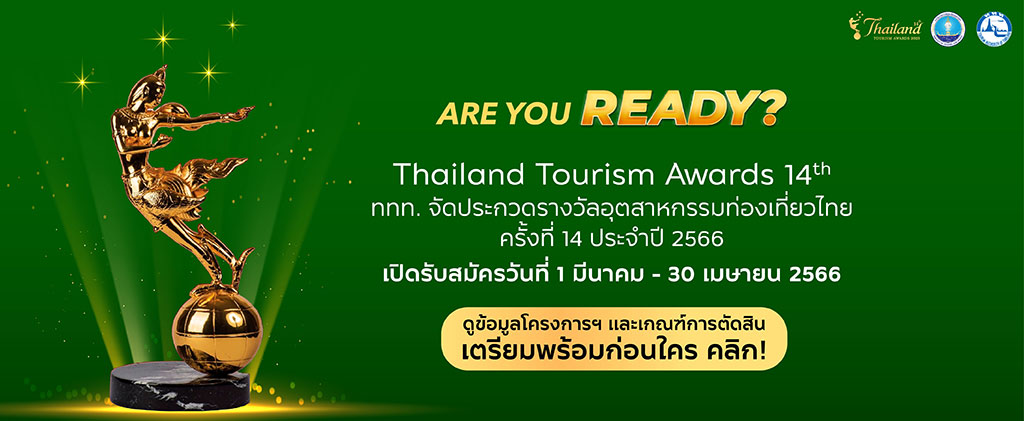 Thailand
TOURISM AWARDS 2023
ARE YOU READY?
Thailand Tourism Awards 14th
ททท. จัดประกวดรางวัลอุตสาหกรรมท่องเที่ยวไทย
ครั้งที่ 14 ประจำปี 2566
เปิดรับสมัครวันที่ 1 มีนาคม - 30 เมษายน 2566
ดูข้อมูลโครงการฯ และเกณฑ์การตัดสิน
เตรียมพร้อมก่อนใคร คลิก!